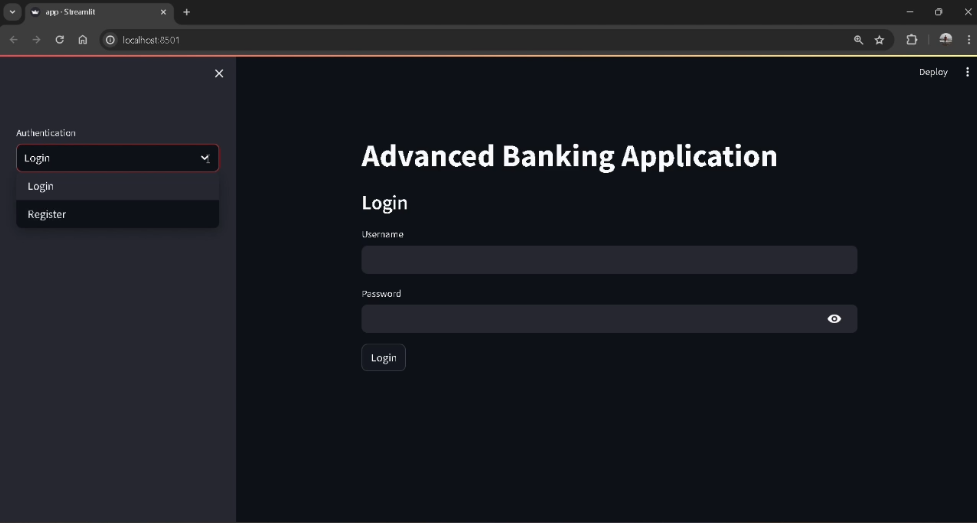 app · Streamlit
localhost:8501
Deploy
Authentication
Login
Login
Register
Advanced Banking Application
Login
Username
Password
Login